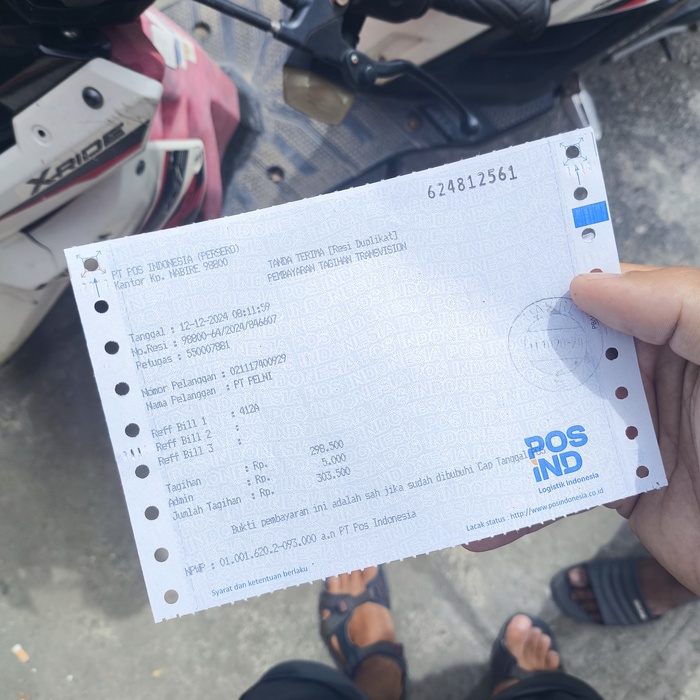 X-RIDE
624812561
PT POS INDONESIA (PERSERO)
Kantor Kp. NABIRE 98800
TANDA TERIMA [Resi Duplikat]
PEMBAYARAN TAGIHAN TRANSVISION
Tanggal : 12-12-2024 08:11:59
No.Resi : 98800-64/2024/846607
Petugas : 550007881
Nomor Pelanggan : 021117400929
Nama Pelanggan : PT PELNI
Reff Bill 1 : 412A
Reff Bill 2 :
Reff Bill 3 :
Tagihan : Rp. 298.500
Admin : Rp. 5.000
Jumlah Tagihan : Rp. 303.500
Bukti pembayaran ini adalah sah jika sudah dibubuhi Cap Tanggal
POS
IND
Logistik Indonesia
NPWP : 01.001.620.2-093.000 a.n PT Pos Indonesia
Lacak status : http://www.posindonesia.co.id
Syarat dan ketentuan berlaku